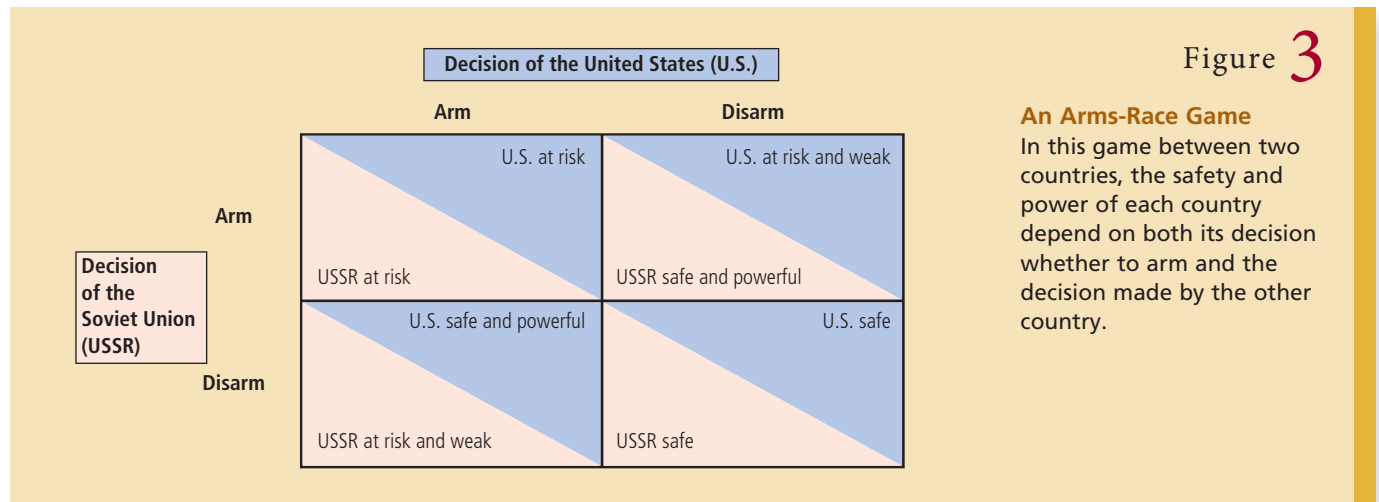 Decision of the United States (U.S.)
Arm
Disarm
Decision
of the
Soviet Union
(USSR)
Arm
U.S. at risk
USSR at risk
U.S. at risk and weak
USSR safe and powerful
Disarm
U.S. safe and powerful
USSR at risk and weak
U.S. safe
USSR safe
Figure 3
An Arms-Race Game
In this game between two
countries, the safety and
power of each country
depend on both its decision
whether to arm and the
decision made by the other
country.